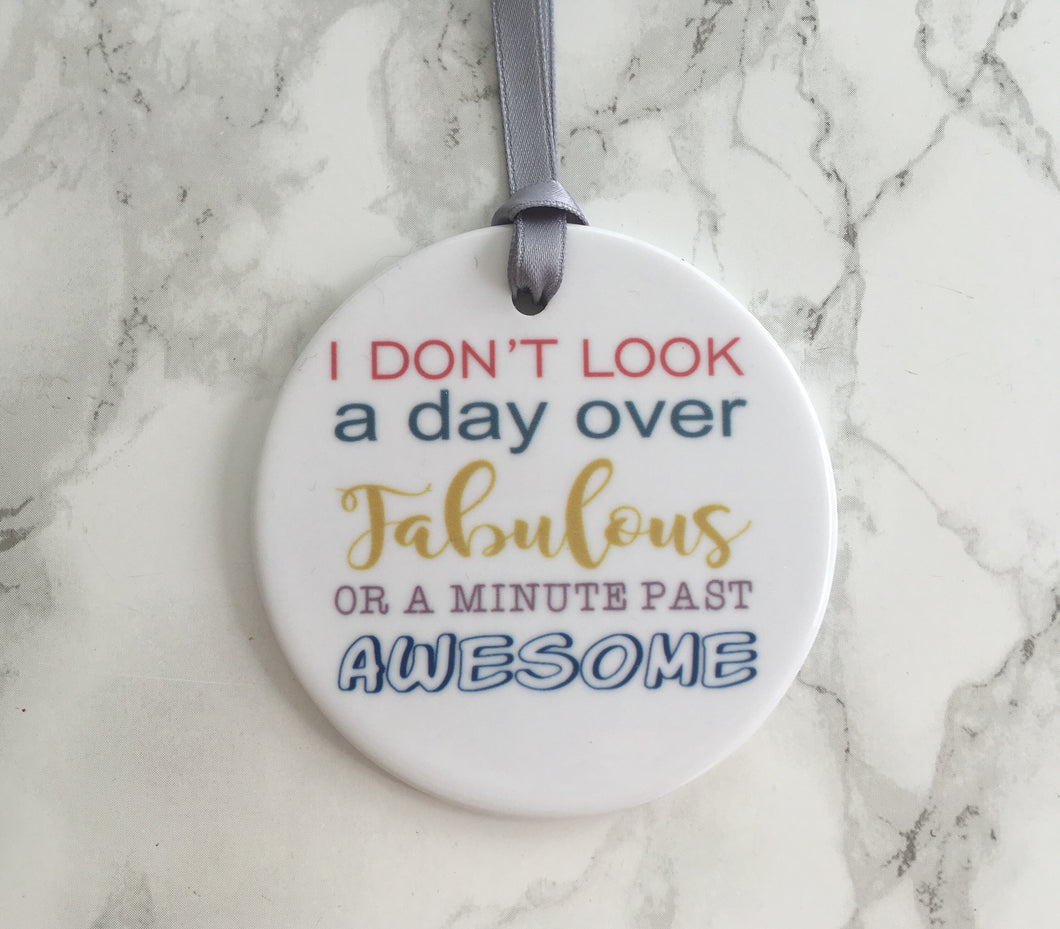 I DON'T LOOK
a day over
Fabulous
OR A MINUTE PAST
AWESOME